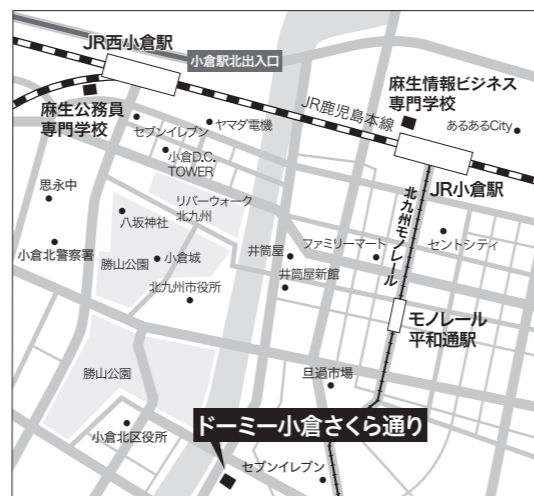 JR西小倉駅
小倉駅北出入口
麻生公務員
専門学校
セブンイレブン
ヤマダ電機
小倉D.C.
TOWER
JR鹿児島本線
麻生情報ビジネス
専門学校
あるあるCity
JR小倉駅
思永中
リバーウォーク
北九州
八坂神社
小倉北警察署
勝山公園
小倉城
北九州市役所
井筒屋
井筒屋新館
ファミリーマート
北九州モノレール
セントシティ
モノレール
平和通駅
勝山公園
旦過市場
小倉北区役所
ドーミー小倉さくら通り
セブンイレブン